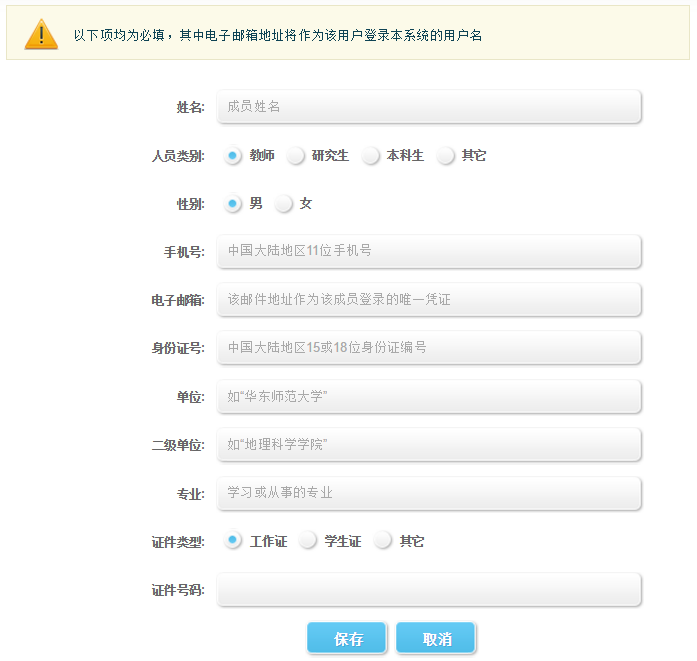 以下项均为必填，其中电子邮箱地址将作为该用户登录本系统的用户名
姓名: 成员姓名
人员类别: 教师 研究生 本科生 其它
性别: 男 女
手机号: 中国大陆地区11位手机号
电子邮箱: 该邮件地址作为该成员登录的唯一凭证
身份证号: 中国大陆地区15或18位身份证编号
单位: 如“华东师范大学”
二级单位: 如“地理科学学院”
专业: 学习或从事的专业
证件类型: 工作证 学生证 其它
证件号码:
保存 取消